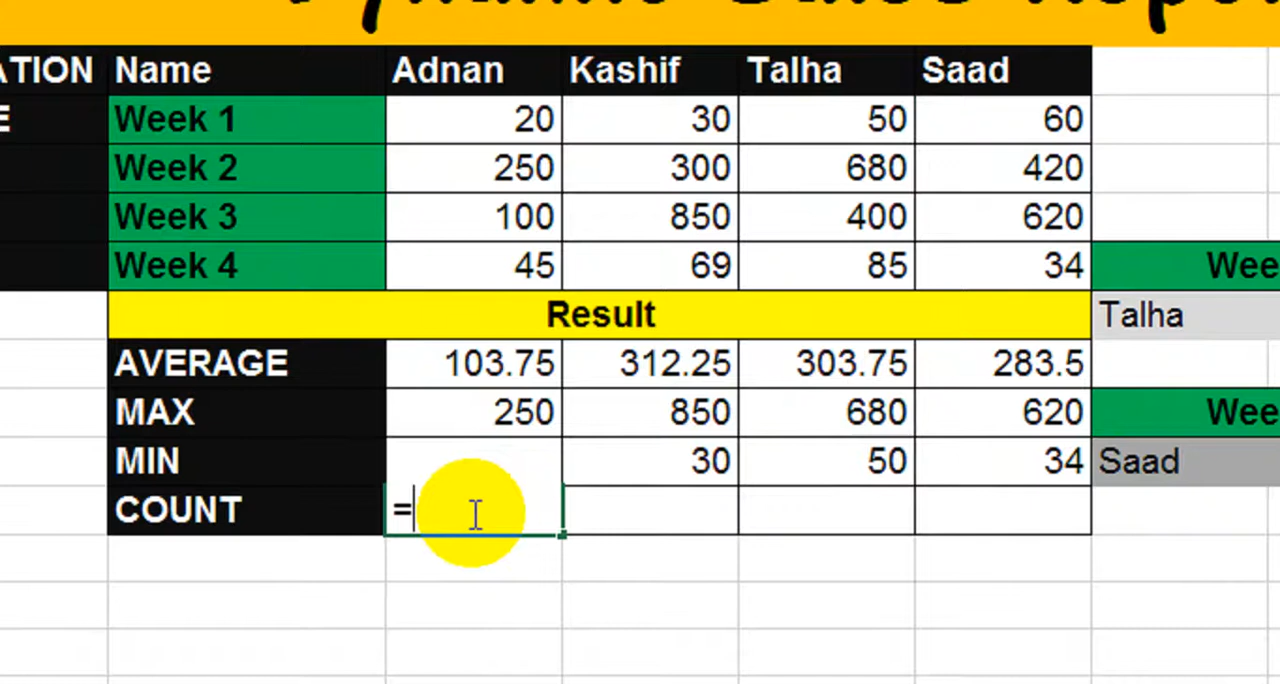 ATION Name Adnan Kashif Talha Saad
E Week 1 20 30 50 60
Week 2 250 300 680 420
Week 3 100 850 400 620
Week 4 45 69 85 34
Result Talha
AVERAGE 103.75 312.25 303.75 283.5
MAX 250 850 680 620
MIN 30 50 34 Saad
COUNT =